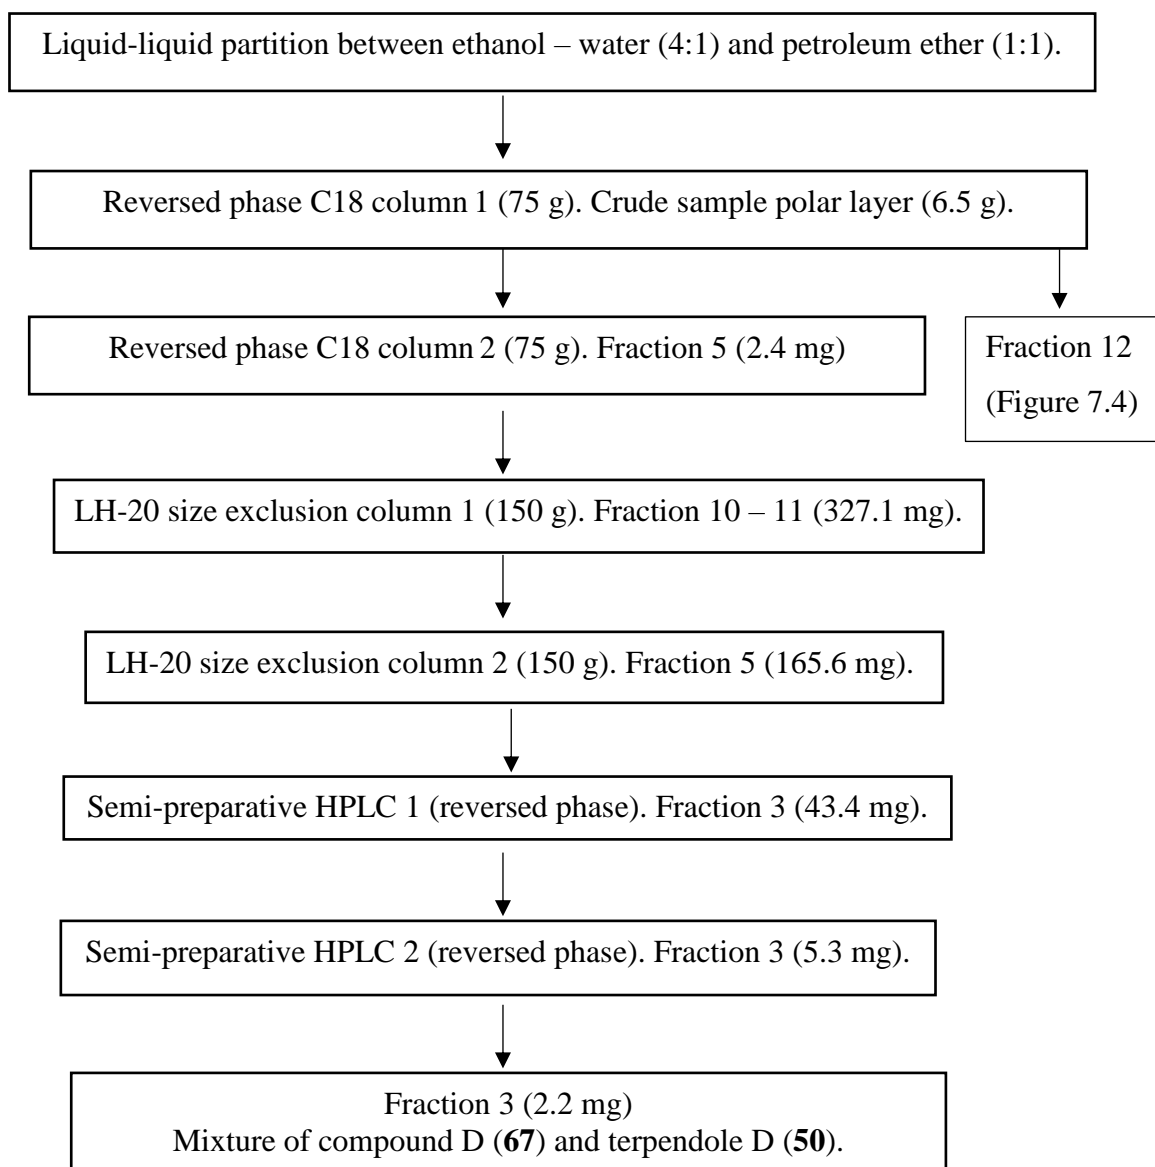 Liquid-liquid partition between ethanol – water (4:1) and petroleum ether (1:1).
Reversed phase C18 column 1 (75 g). Crude sample polar layer (6.5 g).
Reversed phase C18 column 2 (75 g). Fraction 5 (2.4 mg)
Fraction 12
(Figure 7.4)
LH-20 size exclusion column 1 (150 g). Fraction 10 – 11 (327.1 mg).
LH-20 size exclusion column 2 (150 g). Fraction 5 (165.6 mg).
Semi-preparative HPLC 1 (reversed phase). Fraction 3 (43.4 mg).
Semi-preparative HPLC 2 (reversed phase). Fraction 3 (5.3 mg).
Fraction 3 (2.2 mg)
Mixture of compound D (67) and terpendole D (50).